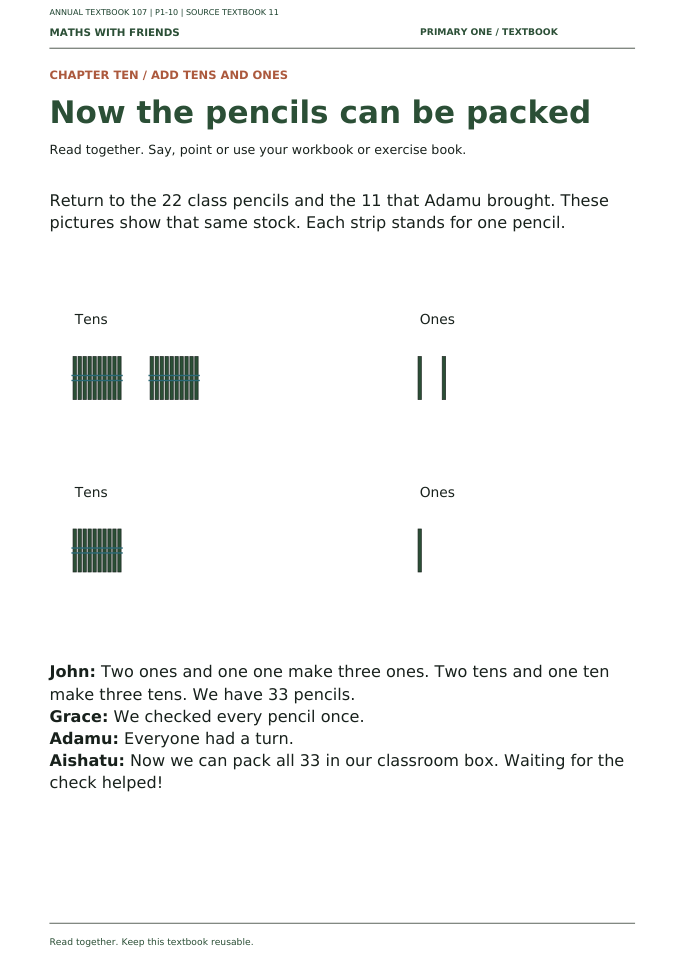 ANNUAL TEXTBOOK 107 | P1-10 | SOURCE TEXTBOOK 11
MATHS WITH FRIENDS
PRIMARY ONE / TEXTBOOK
CHAPTER TEN / ADD TENS AND ONES
Now the pencils can be packed
Read together. Say, point or use your workbook or exercise book.
Return to the 22 class pencils and the 11 that Adamu brought. These
pictures show that same stock. Each strip stands for one pencil.
Tens
Ones
Tens
Ones
John: Two ones and one one make three ones. Two tens and one ten
make three tens. We have 33 pencils.
Grace: We checked every pencil once.
Adamu: Everyone had a turn.
Aishatu: Now we can pack all 33 in our classroom box. Waiting for the
check helped!
Read together. Keep this textbook reusable.